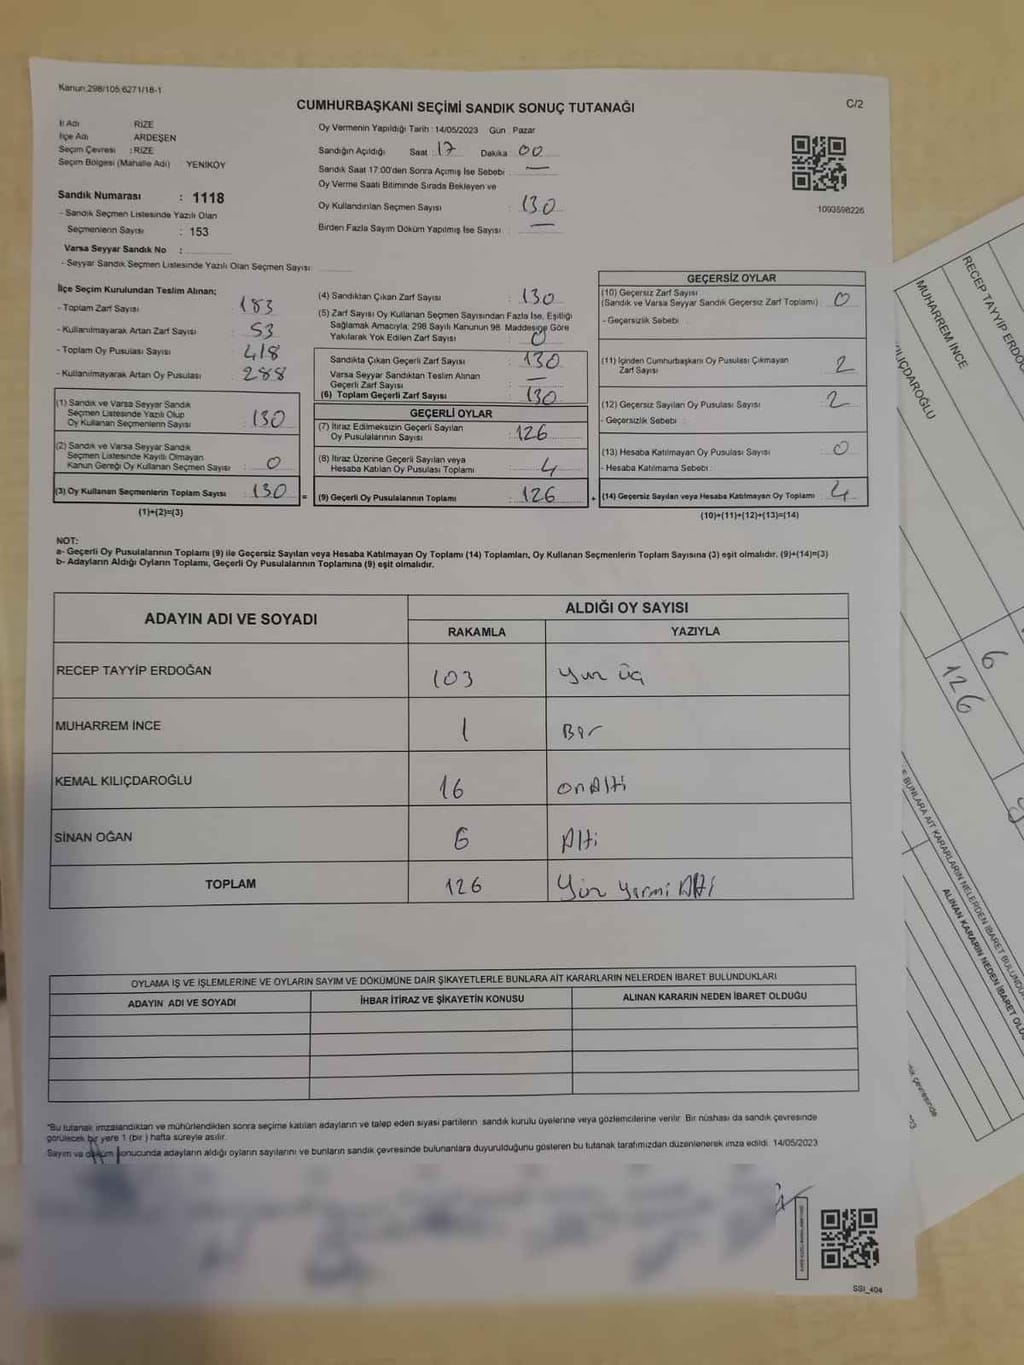 Kanun:298/105,6271/18-1
CUMHURBAŞKANI SEÇİMİ SANDIK SONUÇ TUTANAĞI
C/2
İl Adı RİZE
İlçe Adı ARDEŞEN
Seçim Çevresi : RİZE
Seçim Bölgesi (Mahalle Adı) YENİKÖY
Sandık Numarası : 1118
- Sandık Seçmen Listesinde Yazılı Olan
Seçmenlerin Sayısı : 153
Varsa Seyyar Sandık No :
- Seyyar Sandık Seçmen Listesinde Yazılı Olan Seçmen Sayısı:
Oy Vermenin Yapıldığı Tarih : 14/05/2023 Gün Pazar
Sandığın Açıldığı Saat : 17 Dakika 00
Sandık Saat 17:00'den Sonra Açımış İse Sebebi : —
Oy Verme Saati Bitiminde Sırada Bekleyen ve
Oy Kullandırılan Seçmen Sayısı : 130
Birden Fazla Sayım Döküm Yapılmış İse Sayısı : —
1093598226
İlçe Seçim Kurulundan Teslim Alınan;
- Toplam Zarf Sayısı : 183
- Kullanılmayarak Artan Zarf Sayısı : 53
- Toplam Oy Pusulası Sayısı : 418
- Kullanılmayarak Artan Oy Pusulası : 288
(1) Sandık ve Varsa Seyyar Sandık
Seçmen Listesinde Yazılı Olup
Oy Kullanan Seçmenlerin Sayısı : 130
(2) Sandık ve Varsa Seyyar Sandık
Seçmen Listesinde Kayıtlı Olmayan
Kanun Gereği Oy Kullanan Seçmen Sayısı : 0
(3) Oy Kullanan Seçmenlerin Toplam Sayısı : 130 =
(1)+(2)=(3)
(4) Sandıktan Çıkan Zarf Sayısı : 130
(5) Zarf Sayısı Oy Kullanan Seçmen Sayısından Fazla İse, Eşitliği
Sağlamak Amacıyla; 298 Sayılı Kanunun 98. Maddesine Göre
Yakılarak Yok Edilen Zarf Sayısı : 0
Sandıkta Çıkan Geçerli Zarf Sayısı : 130
Varsa Seyyar Sandıktan Teslim Alınan
Geçerli Zarf Sayısı : —
(6) Toplam Geçerli Zarf Sayısı : 130
GEÇERLİ OYLAR
(7) İtiraz Edilmeksizin Geçerli Sayılan
Oy Pusulalarının Sayısı : 126
(8) İtiraz Üzerine Geçerli Sayılan veya
Hesaba Katılan Oy Pusulası Toplamı : 4
(9) Geçerli Oy Pusulalarının Toplamı : 126 +
GEÇERSİZ OYLAR
(10) Geçersiz Zarf Sayısı
(Sandık ve Varsa Seyyar Sandık Geçersiz Zarf Toplamı) : 0
- Geçersizlik Sebebi :
(11) İçinden Cumhurbaşkanı Oy Pusulası Çıkmayan
Zarf Sayısı : 2
(12) Geçersiz Sayılan Oy Pusulası Sayısı : 2
- Geçersizlik Sebebi :
(13) Hesaba Katılmayan Oy Pusulası Sayısı : 0
- Hesaba Katılmama Sebebi :
(14) Geçersiz Sayılan veya Hesaba Katılmayan Oy Toplamı : 4
(10)+(11)+(12)+(13)=(14)
NOT:
a- Geçerli Oy Pusulalarının Toplamı (9) ile Geçersiz Sayılan veya Hesaba Katılmayan Oy Toplamı (14) Toplamları, Oy Kullanan Seçmenlerin Toplam Sayısına (3) eşit olmalıdır. (9)+(14)=(3)
b- Adayların Aldığı Oyların Toplamı, Geçerli Oy Pusulalarının Toplamına (9) eşit olmalıdır.
ADAYIN ADI VE SOYADI ALDIĞI OY SAYISI
RAKAMLA YAZIYLA
RECEP TAYYİP ERDOĞAN 103 Yüz üç
MUHARREM İNCE 1 Bir
KEMAL KILIÇDAROĞLU 16 onAlti
SİNAN OĞAN 6 Alti
TOPLAM 126 Yüz yirmi Alti
OYLAMA İŞ VE İŞLEMLERİNE VE OYLARIN SAYIM VE DÖKÜMÜNE DAİR ŞİKAYETLERLE BUNLARA AİT KARARLARIN NELERDEN İBARET BULUNDUKLARI
ADAYIN ADI VE SOYADI İHBAR İTİRAZ VE ŞİKAYETİN KONUSU ALINAN KARARIN NEDEN İBARET OLDUĞU
*Bu tutanak imzalandıktan ve mühürlendikten sonra seçime katılan adayların ve talep eden siyasi partilerin sandık kurulu üyelerine veya gözlemcilerine verilir. Bir nüshası da sandık çevresinde
görülecek bir yere 1 (bir) hafta süreyle asılır.
Sayım ve döküm sonucunda adayların aldığı oyların sayılarını ve bunların sandık çevresinde bulunanlara duyurulduğunu gösteren bu tutanak tarafımızdan düzenlenerek imza edildi. 14/05/2023
SSI_404
RECEP TAYYİP ERDOĞ
MUHARREM İNCE
LIÇDAROĞLU
6
126
E BUNLARA AİT KARARLARIN NELERDEN İBARET BULUNDU
ALINAN KARARIN NEDEN İBARET OLDU
çevresinde